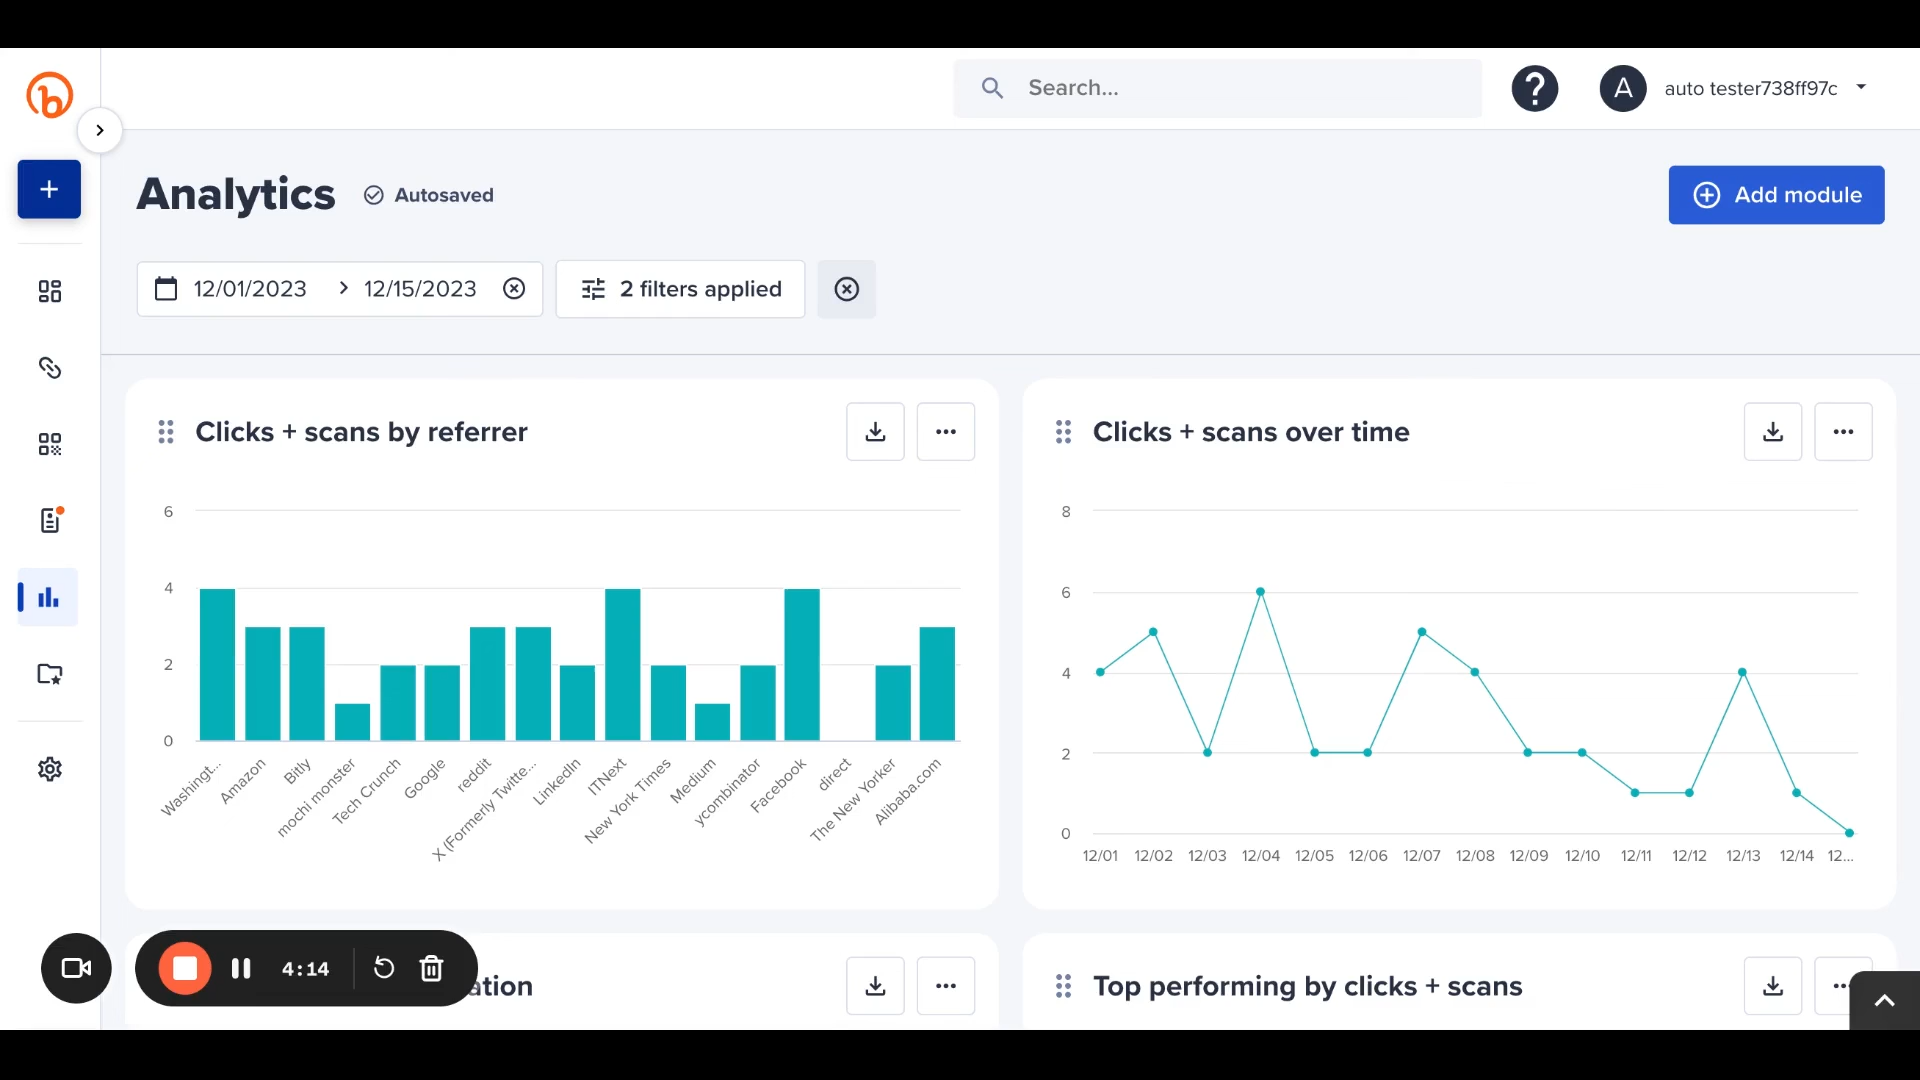 Search...
?
A
auto tester738ff97c
Analytics
Autosaved
Add module
12/01/2023
12/15/2023
2 filters applied
Clicks + scans by referrer
6
4
2
0
Washingt...
Amazon
Bitly
mochi monster
Tech Crunch
Google
reddit
X (Formerly Twitte...
LinkedIn
ITNext
New York Times
Medium
ycombinator
Facebook
direct
The New Yorker
Alibaba.com
Clicks + scans over time
8
6
4
2
0
12/01 12/02 12/03 12/04 12/05 12/06 12/07 12/08 12/09 12/10 12/11 12/12 12/13 12/14 12...
4:14
ation
Top performing by clicks + scans